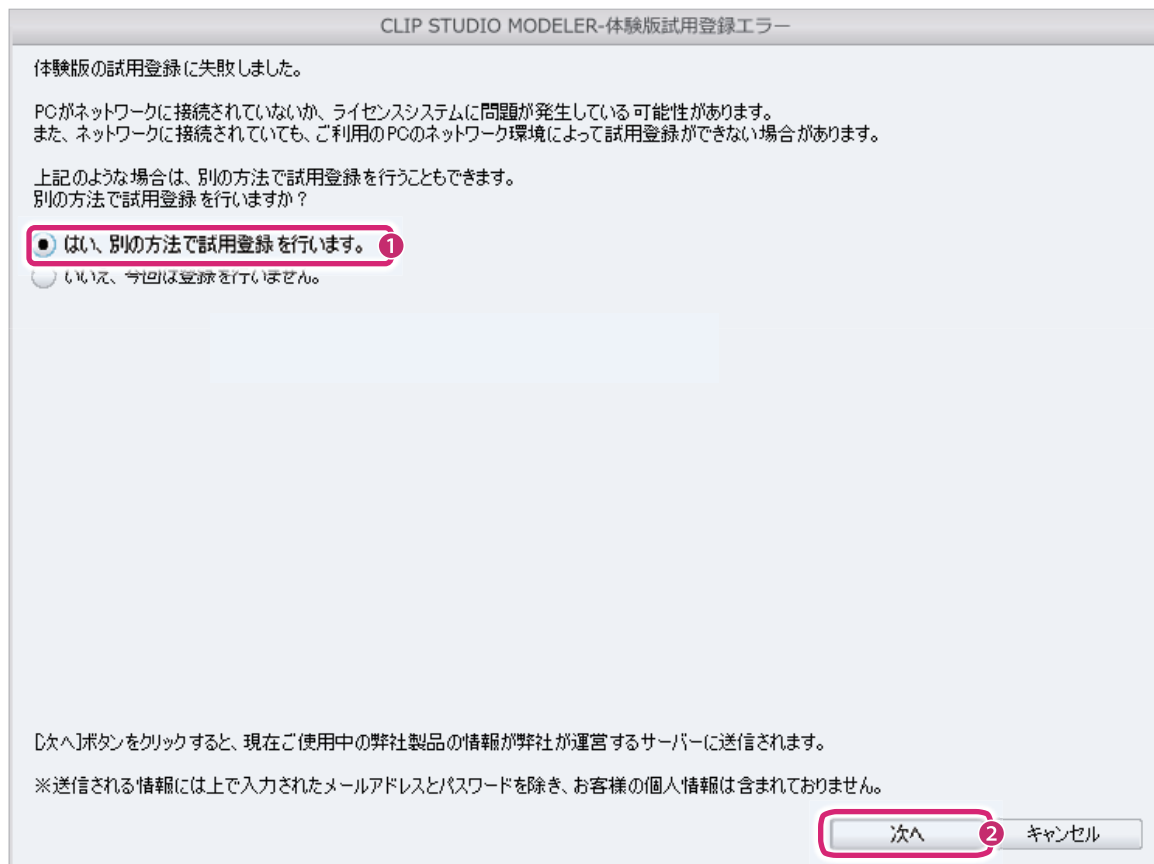 CLIP STUDIO MODELER-体験版試用登録エラー
体験版の試用登録に失敗しました。
PCがネットワークに接続されていないか、ライセンスシステムに問題が発生している可能性があります。
また、ネットワークに接続されていても、ご利用のPCのネットワーク環境によって試用登録ができない場合があります。
上記のような場合は、別の方法で試用登録を行うこともできます。
別の方法で試用登録を行いますか？
はい、別の方法で試用登録を行います。 1
いいえ、今回は登録を行いません。
[次へ]ボタンをクリックすると、現在ご使用中の弊社製品の情報が弊社が運営するサーバーに送信されます。
※送信される情報には上で入力されたメールアドレスとパスワードを除き、お客様の個人情報は含まれておりません。
次へ 2 キャンセル